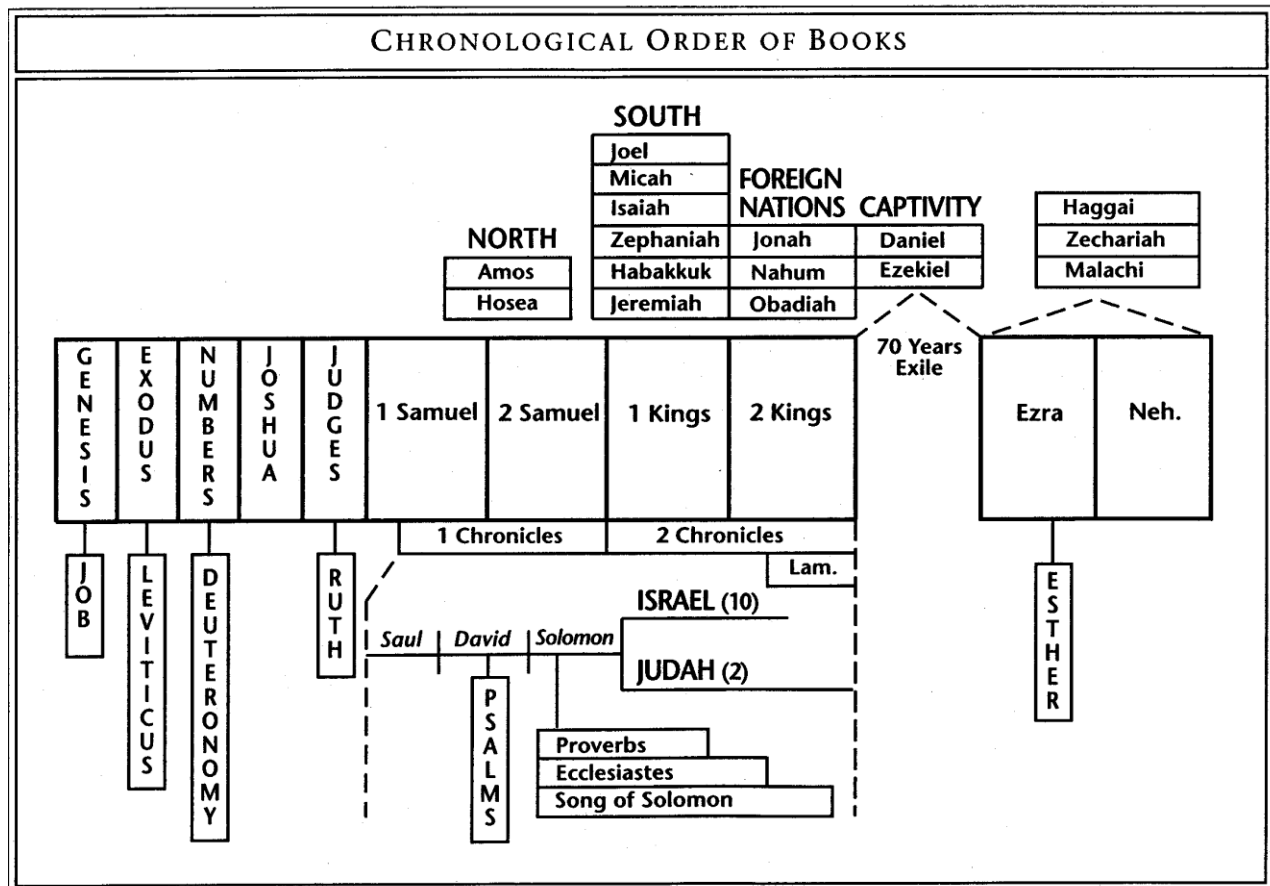 CHRONOLOGICAL ORDER OF BOOKS
SOUTH
Joel
Micah
Isaiah
Zephaniah
Habakkuk
Jeremiah
FOREIGN
NATIONS
Jonah
Nahum
Obadiah
CAPTIVITY
Daniel
Ezekiel
Haggai
Zechariah
Malachi
NORTH
Amos
Hosea
GENESIS
EXODUS
NUMBERS
JOSHUA
JUDGES
1 Samuel
2 Samuel
1 Kings
2 Kings
70 Years
Exile
Ezra
Neh.
1 Chronicles
2 Chronicles
Lam.
JOB
LEVITICUS
DEUTERONOMY
RUTH
ISRAEL (10)
Saul
David
Solomon
JUDAH (2)
PSALMS
Proverbs
Ecclesiastes
Song of Solomon
ESTHER